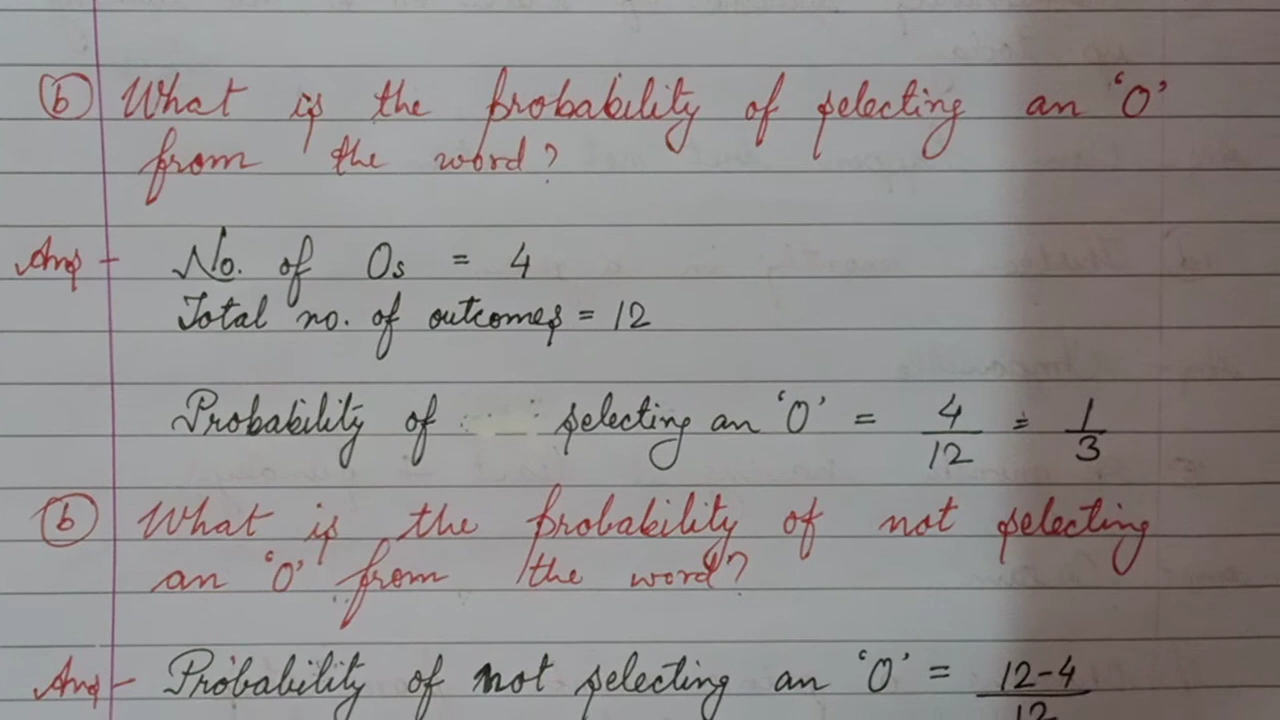 (b) What is the probability of selecting an 'O'
from the word?
Ans - No. of Os = 4
Total no. of outcomes = 12
Probability of selecting an 'O' = 4/12 = 1/3
(b) What is the probability of not selecting
an 'O' from the word?
Ans - Probability of not selecting an 'O' = 12-4/12